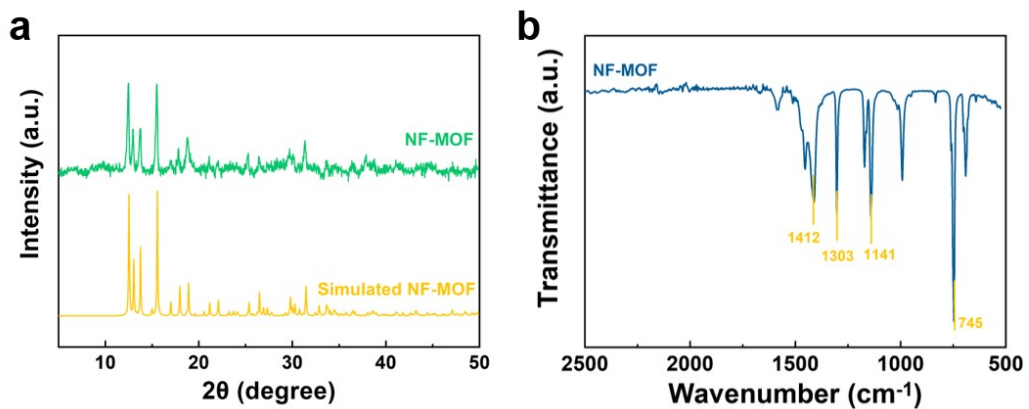 a
Intensity (a.u.)
NF-MOF
Simulated NF-MOF
10 20 30 40 50
2θ (degree)
b
Transmittance (a.u.)
NF-MOF
1412
1303
1141
745
2500 2000 1500 1000 500
Wavenumber (cm⁻¹)